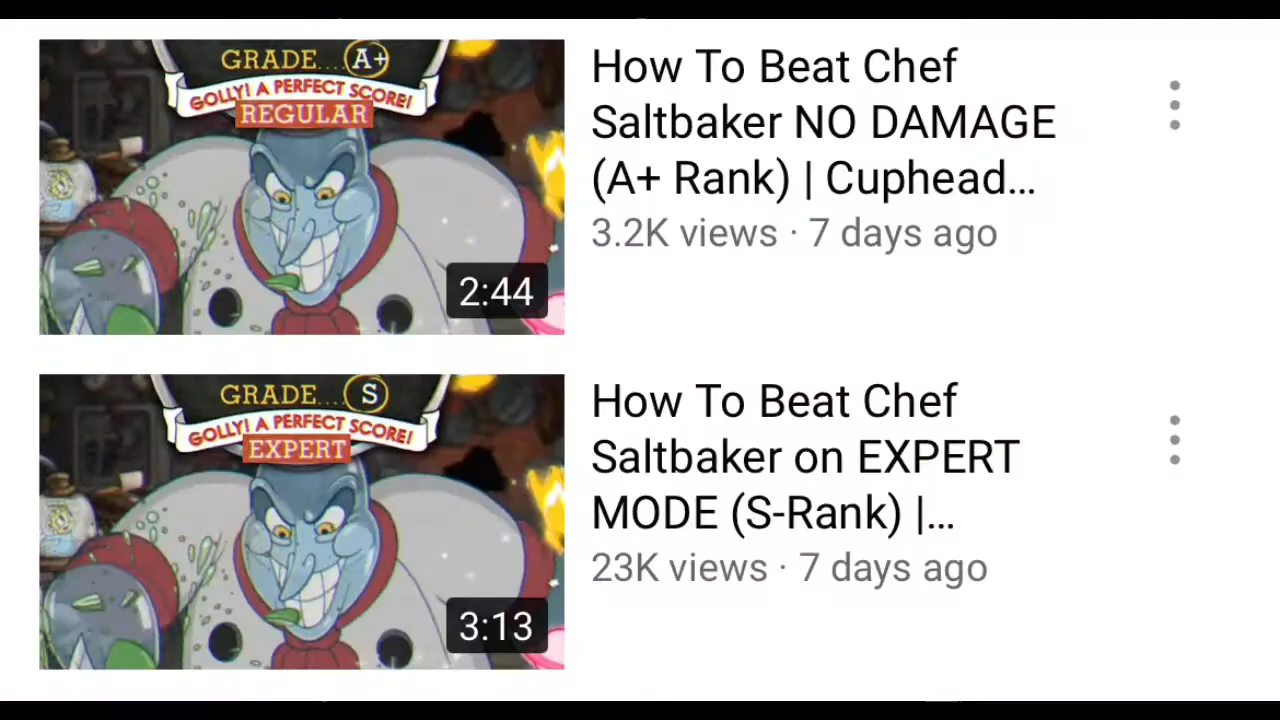 GRADE.... A+
GOLLY! A PERFECT SCORE!
REGULAR
2:44
How To Beat Chef
Saltbaker NO DAMAGE
(A+ Rank) | Cuphead...
3.2K views · 7 days ago
GRADE.... S
GOLLY! A PERFECT SCORE!
EXPERT
3:13
How To Beat Chef
Saltbaker on EXPERT
MODE (S-Rank) |...
23K views · 7 days ago